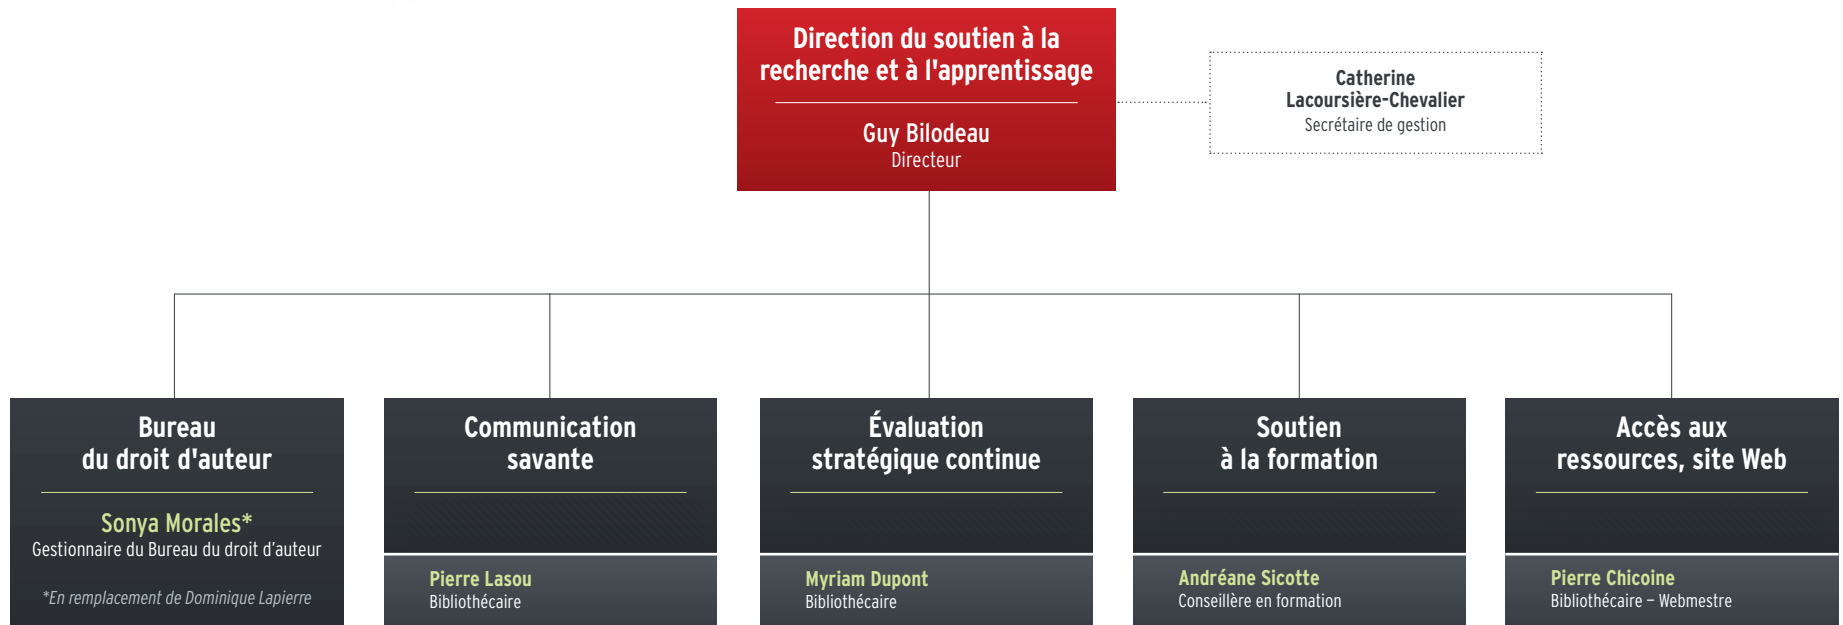 Direction du soutien à la
recherche et à l'apprentissage
Guy Bilodeau
Directeur
Catherine
Lacoursière-Chevalier
Secrétaire de gestion
Bureau
du droit d'auteur
Sonya Morales*
Gestionnaire du Bureau du droit d’auteur
*En remplacement de Dominique Lapierre
Communication
savante
Pierre Lasou
Bibliothécaire
Évaluation
stratégique continue
Myriam Dupont
Bibliothécaire
Soutien
à la formation
Andréane Sicotte
Conseillère en formation
Accès aux
ressources, site Web
Pierre Chicoine
Bibliothécaire – Webmestre